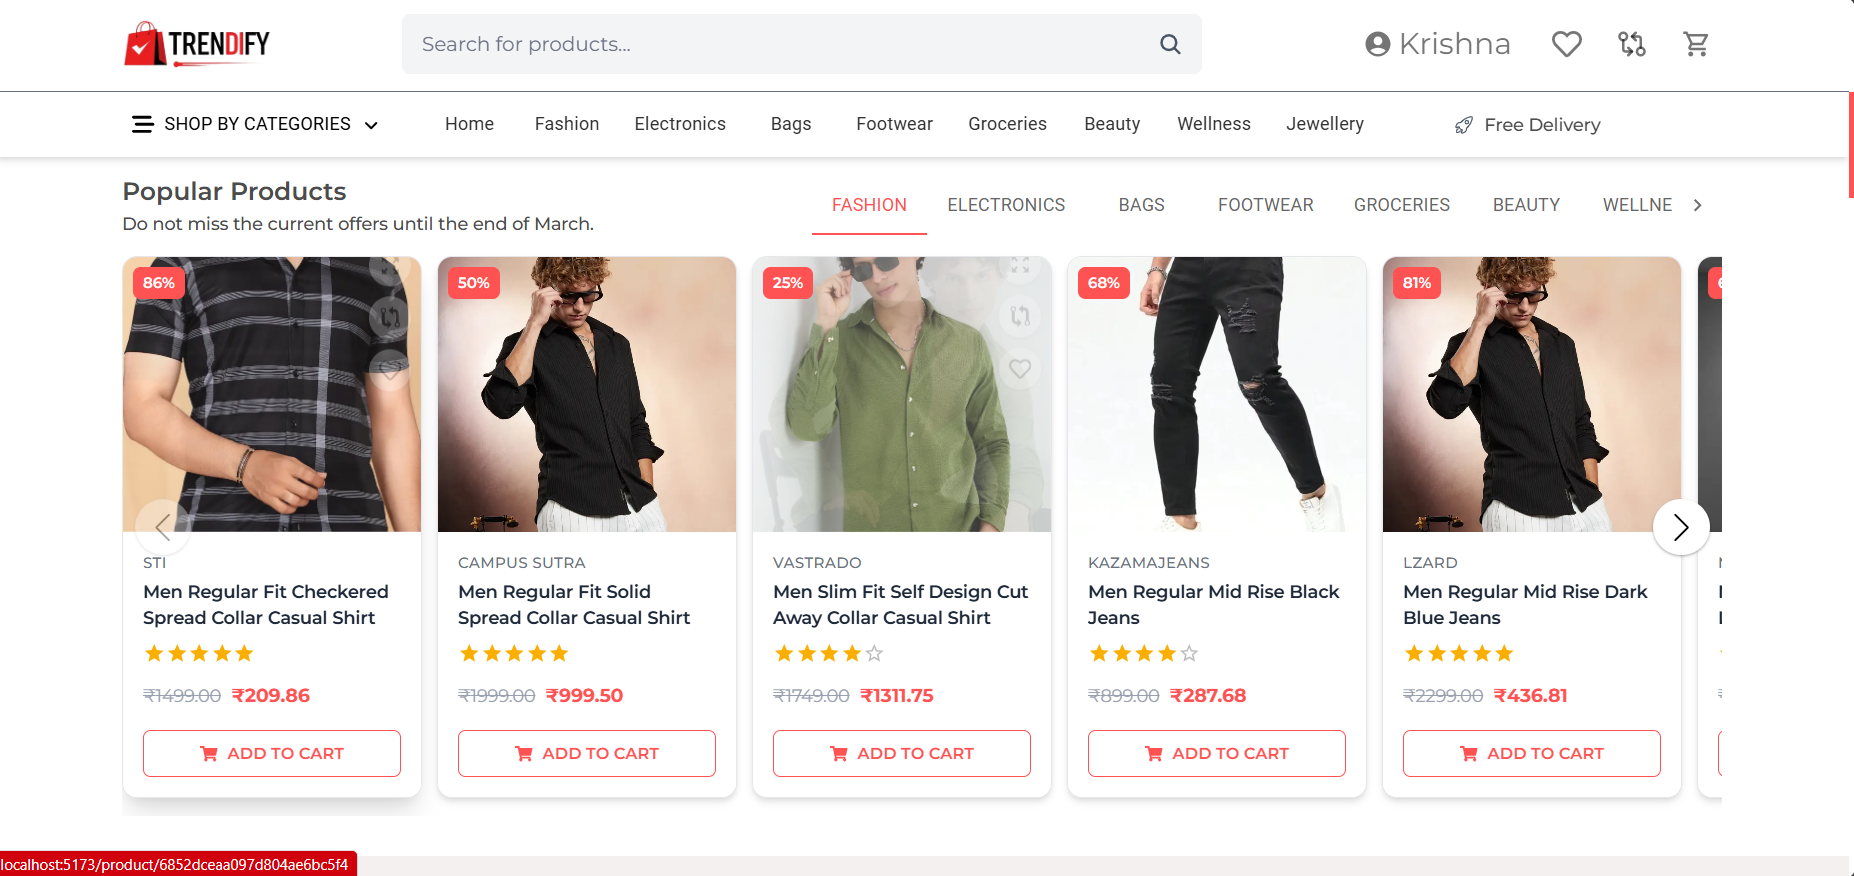 TRENDIFY
Search for products...
Krishna
SHOP BY CATEGORIES
Home
Fashion
Electronics
Bags
Footwear
Groceries
Beauty
Wellness
Jewellery
Free Delivery
Popular Products
Do not miss the current offers until the end of March.
FASHION
ELECTRONICS
BAGS
FOOTWEAR
GROCERIES
BEAUTY
WELLNE
86%
50%
25%
68%
81%
STI
Men Regular Fit Checkered
Spread Collar Casual Shirt
₹1499.00 ₹209.86
ADD TO CART
CAMPUS SUTRA
Men Regular Fit Solid
Spread Collar Casual Shirt
₹1999.00 ₹999.50
ADD TO CART
VASTRADO
Men Slim Fit Self Design Cut
Away Collar Casual Shirt
₹1749.00 ₹1311.75
ADD TO CART
KAZAMAJEANS
Men Regular Mid Rise Black
Jeans
₹899.00 ₹287.68
ADD TO CART
LZARD
Men Regular Mid Rise Dark
Blue Jeans
₹2299.00 ₹436.81
ADD TO CART
localhost:5173/product/6852dceaa097d804ae6bc5f4